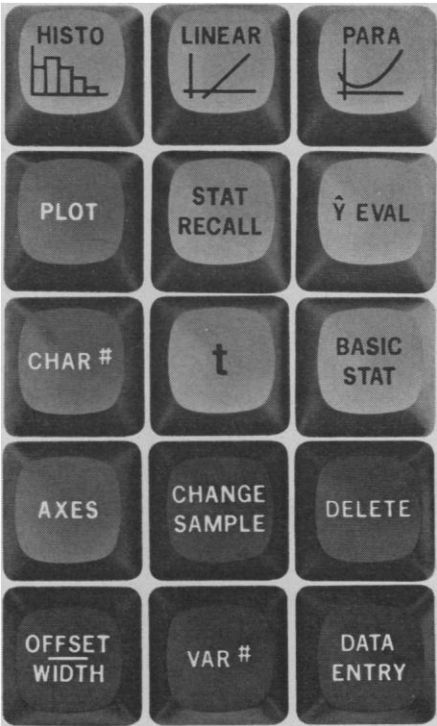 HISTO
LINEAR
PARA
PLOT
STAT
RECALL
Ŷ EVAL
CHAR #
t
BASIC
STAT
AXES
CHANGE
SAMPLE
DELETE
OFFSET
WIDTH
VAR #
DATA
ENTRY